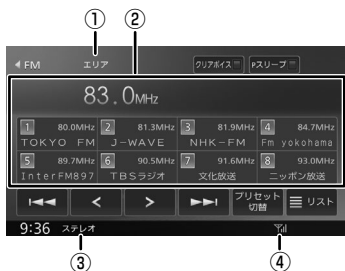 ① ②
FM エリア クリアボイス Pスリープ
83.0MHz
1 80.0MHz 2 81.3MHz 3 81.9MHz 4 84.7MHz
TOKYO FM J-WAVE NHK-FM Fm yokohama
5 89.7MHz 6 90.5MHz 7 91.6MHz 8 93.0MHz
InterFM897 TBSラジオ 文化放送 ニッポン放送
プリセット
切替 リスト
9:36 ステレオ
③ ④